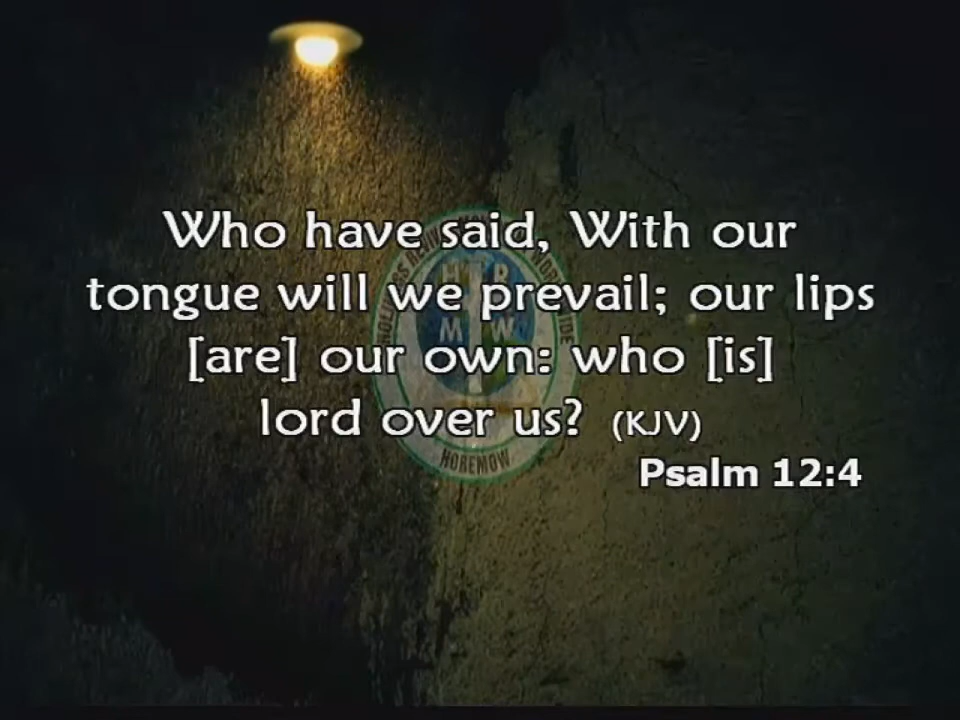 Who have said, With our
tongue will we prevail; our lips
[are] our own: who [is]
lord over us? (KJV)
Psalm 12:4
HOREMOW